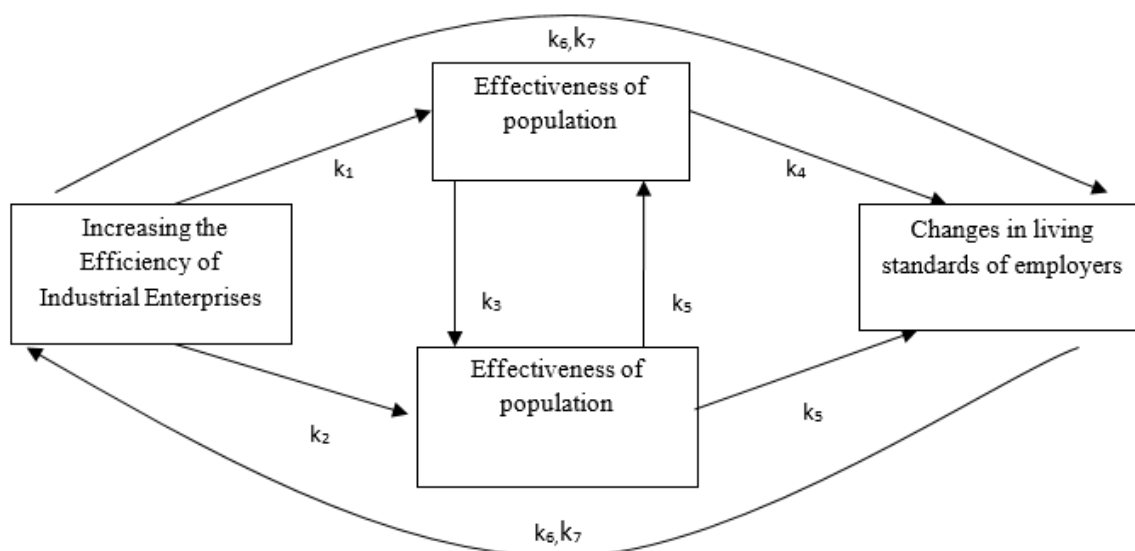 k₆,k₇
Effectiveness of
population
k₁
k₄
Increasing the
Efficiency of
Industrial Enterprises
Changes in living
standards of employers
k₃
k₅
Effectiveness of
population
k₂
k₅
k₆,k₇